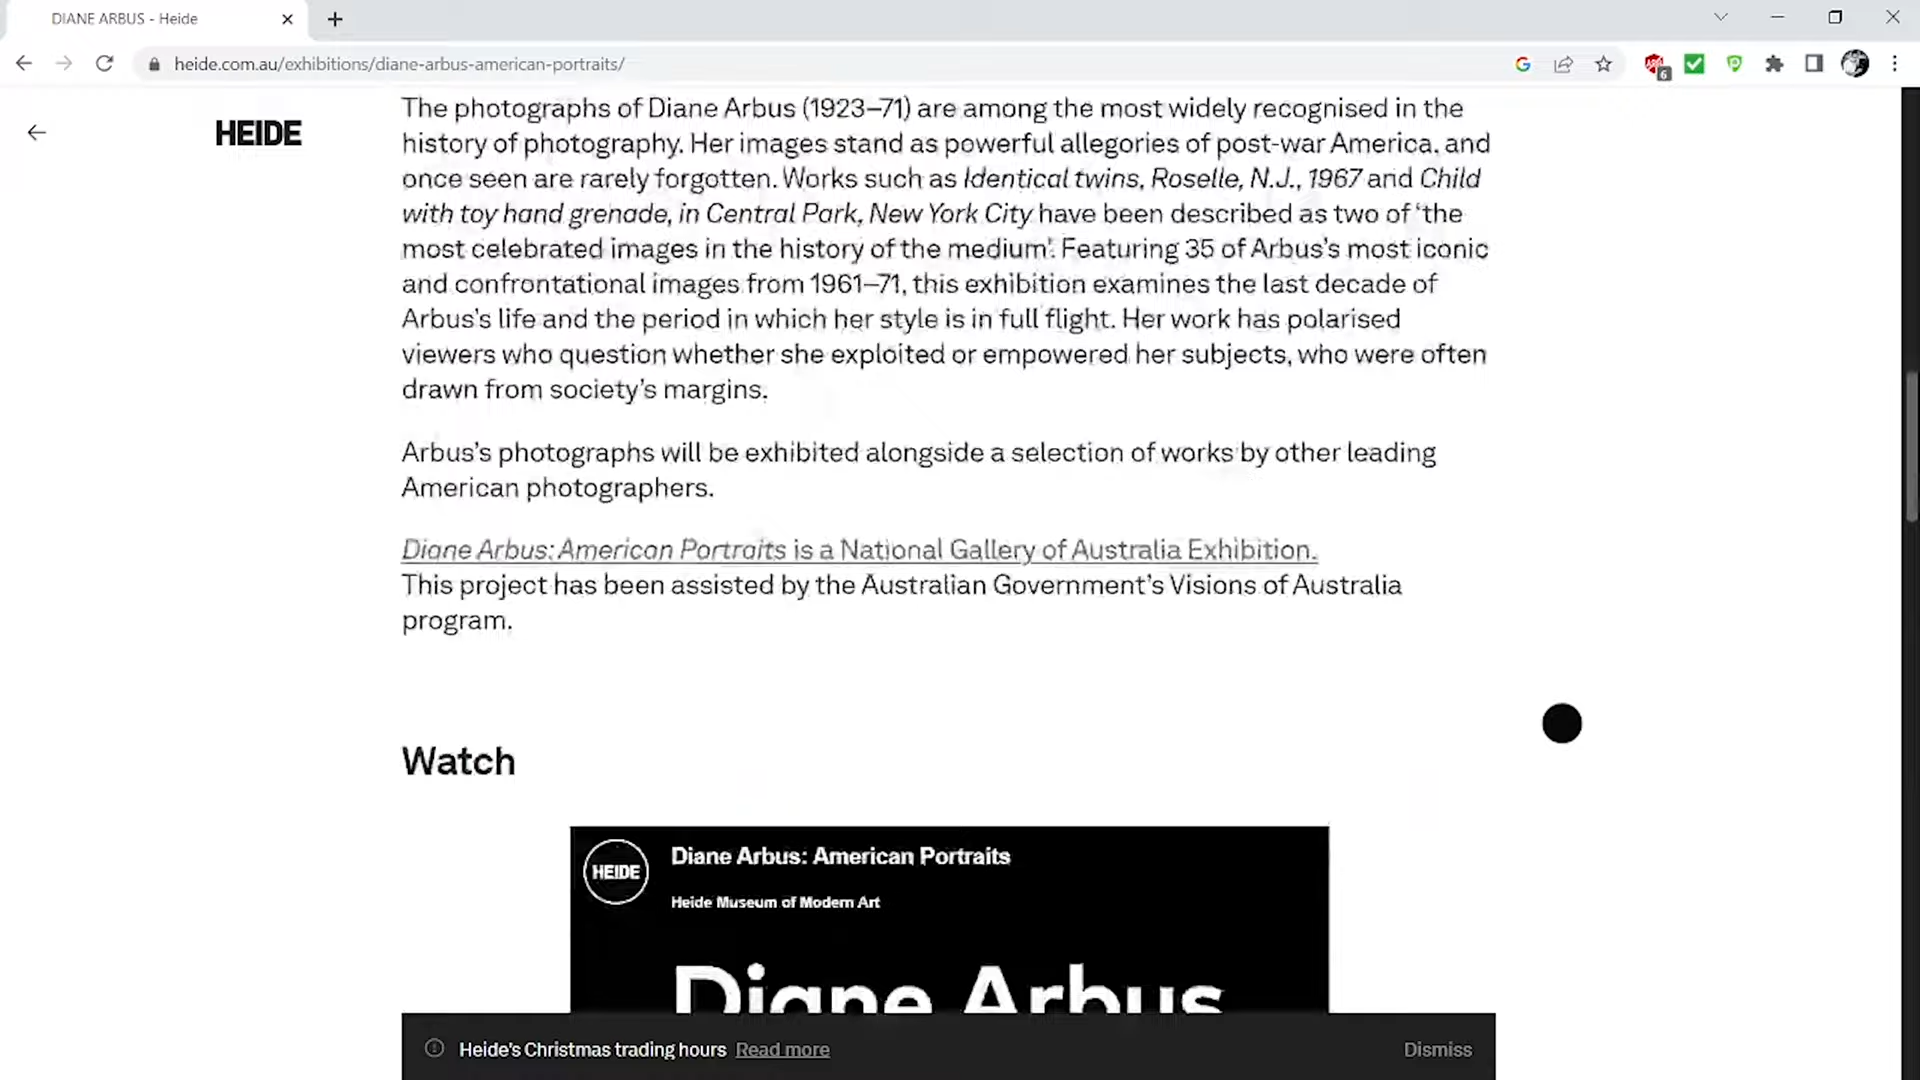 DIANE ARBUS - Heide
heide.com.au/exhibitions/diane-arbus-american-portraits/
6
HEIDE
The photographs of Diane Arbus (1923–71) are among the most widely recognised in the
history of photography. Her images stand as powerful allegories of post-war America, and
once seen are rarely forgotten. Works such as Identical twins, Roselle, N.J., 1967 and Child
with toy hand grenade, in Central Park, New York City have been described as two of ‘the
most celebrated images in the history of the medium’. Featuring 35 of Arbus’s most iconic
and confrontational images from 1961–71, this exhibition examines the last decade of
Arbus’s life and the period in which her style is in full flight. Her work has polarised
viewers who question whether she exploited or empowered her subjects, who were often
drawn from society’s margins.
Arbus’s photographs will be exhibited alongside a selection of works by other leading
American photographers.
Diane Arbus: American Portraits is a National Gallery of Australia Exhibition.
This project has been assisted by the Australian Government’s Visions of Australia
program.
Watch
HEIDE
Diane Arbus: American Portraits
Heide Museum of Modern Art
Diane Arbus
Heide's Christmas trading hours Read more Dismiss